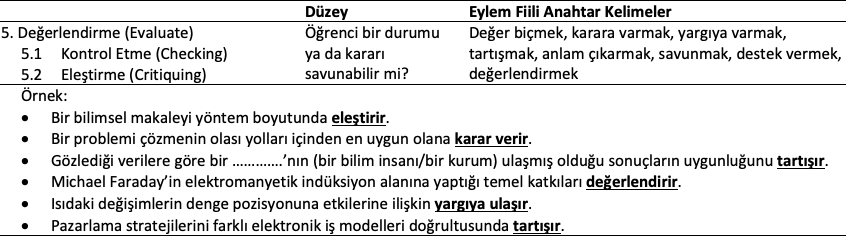 Düzey Eylem Fiili Anahtar Kelimeler
5. Değerlendirme (Evaluate) Öğrenci bir durumu Değer biçmek, karara varmak, yargıya varmak,
5.1 Kontrol Etme (Checking) ya da kararı tartışmak, anlam çıkarmak, savunmak, destek vermek,
5.2 Eleştirme (Critiquing) savunabilir mi? değerlendirmek
Örnek:
• Bir bilimsel makaleyi yöntem boyutunda eleştirir.
• Bir problemi çözmenin olası yolları içinden en uygun olana karar verir.
• Gözlediği verilere göre bir ………….’nın (bir bilim insanı/bir kurum) ulaşmış olduğu sonuçların uygunluğunu tartışır.
• Michael Faraday’in elektromanyetik indüksiyon alanına yaptığı temel katkıları değerlendirir.
• Isıdaki değişimlerin denge pozisyonuna etkilerine ilişkin yargıya ulaşır.
• Pazarlama stratejilerini farklı elektronik iş modelleri doğrultusunda tartışır.